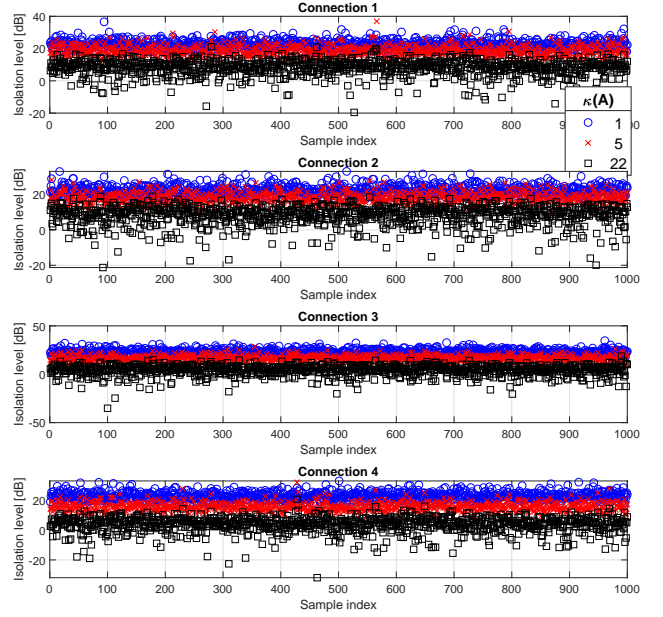 Connection 1
Isolation level [dB]
40
20
0
-20
0 100 200 300 400 500 600 700 800 900 1000
Sample index
κ(A)
1
5
22
Connection 2
Isolation level [dB]
20
0
-20
0 100 200 300 400 500 600 700 800 900 1000
Sample index
Connection 3
Isolation level [dB]
50
0
-50
0 100 200 300 400 500 600 700 800 900 1000
Sample index
Connection 4
Isolation level [dB]
20
0
-20
0 100 200 300 400 500 600 700 800 900 1000
Sample index